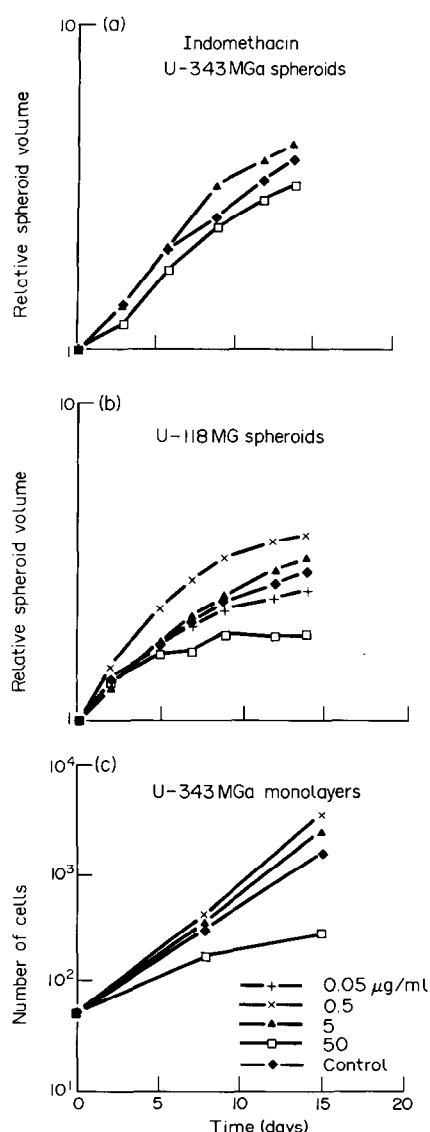 10
(a)
Indomethacin
U-343 MGa spheroids
Relative spheroid volume
1
10
(b)
U-118 MG spheroids
Relative spheroid volume
1
10⁴
(c)
U-343MGa monolayers
10³
Number of cells
10²
0.05 µg/ml
0.5
5
50
Control
10¹
0 5 10 15 20
Time (days)